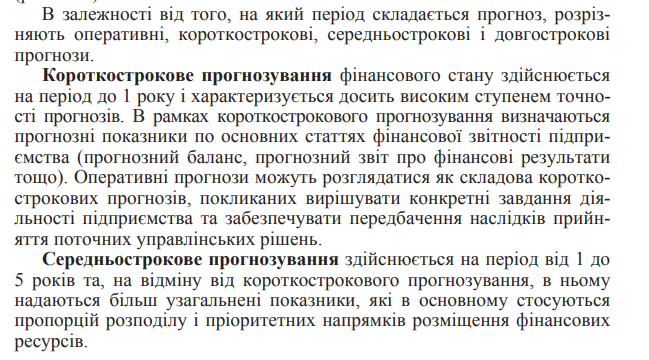 В залежності від того, на який період складається прогноз, розріз-
няють оперативні, короткострокові, середньострокові і довгострокові
прогнози.
Короткострокове прогнозування фінансового стану здійснюється
на період до 1 року і характеризується досить високим ступенем точно-
сті прогнозів. В рамках короткострокового прогнозування визначаються
прогнозні показники по основних статтях фінансової звітності підпри-
ємства (прогнозний баланс, прогнозний звіт про фінансові результати
тощо). Оперативні прогнози можуть розглядатися як складова коротко-
строкових прогнозів, покликаних вирішувати конкретні завдання дія-
льності підприємства та забезпечувати передбачення наслідків прийн-
яття поточних управлінських рішень.
Середньострокове прогнозування здійснюється на період від 1 до
5 років та, на відміну від короткострокового прогнозування, в ньому
надаються більш узагальнені показники, які в основному стосуються
пропорцій розподілу і пріоритетних напрямків розміщення фінансових
ресурсів.